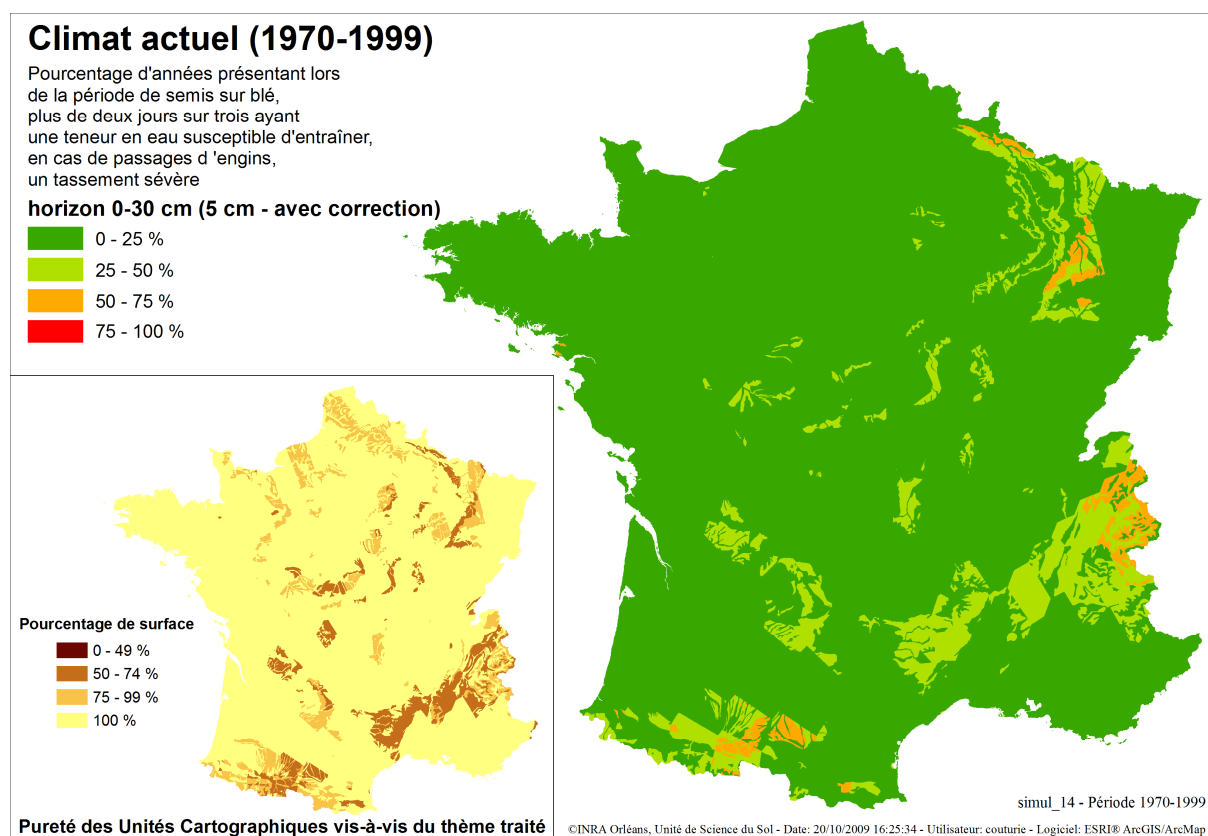 Climat actuel (1970-1999)
Pourcentage d'années présentant lors
de la période de semis sur blé,
plus de deux jours sur trois ayant
une teneur en eau susceptible d'entraîner,
en cas de passages d 'engins,
un tassement sévère
horizon 0-30 cm (5 cm - avec correction)
0 - 25 %
25 - 50 %
50 - 75 %
75 - 100 %
Pourcentage de surface
0 - 49 %
50 - 74 %
75 - 99 %
100 %
Pureté des Unités Cartographiques vis-à-vis du thème traité
simul_14 - Période 1970-1999
©INRA Orléans, Unité de Science du Sol - Date: 20/10/2009 16:25:34 - Utilisateur: couturie - Logiciel: ESRI® ArcGIS/ArcMap